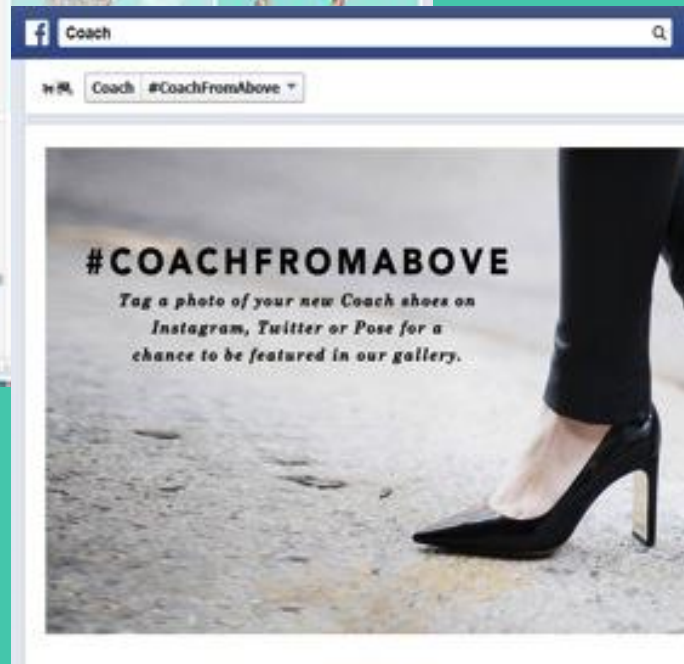 f Coach
Coach #CoachFromAbove
#COACHFROMABOVE
Tag a photo of your new Coach shoes on
Instagram, Twitter or Pose for a
chance to be featured in our gallery.